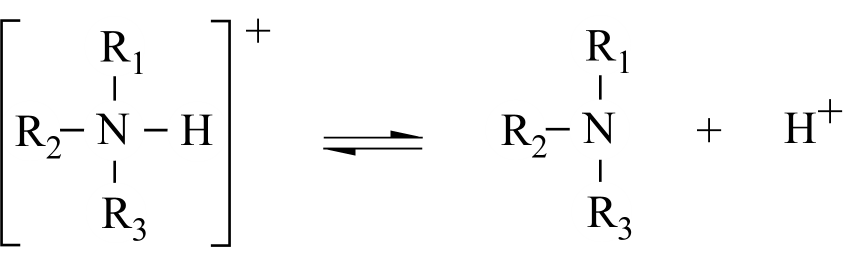 [R₁ +
R₂– N – H] ⇌ R₂– N + H⁺
R₃
R₁
R₃